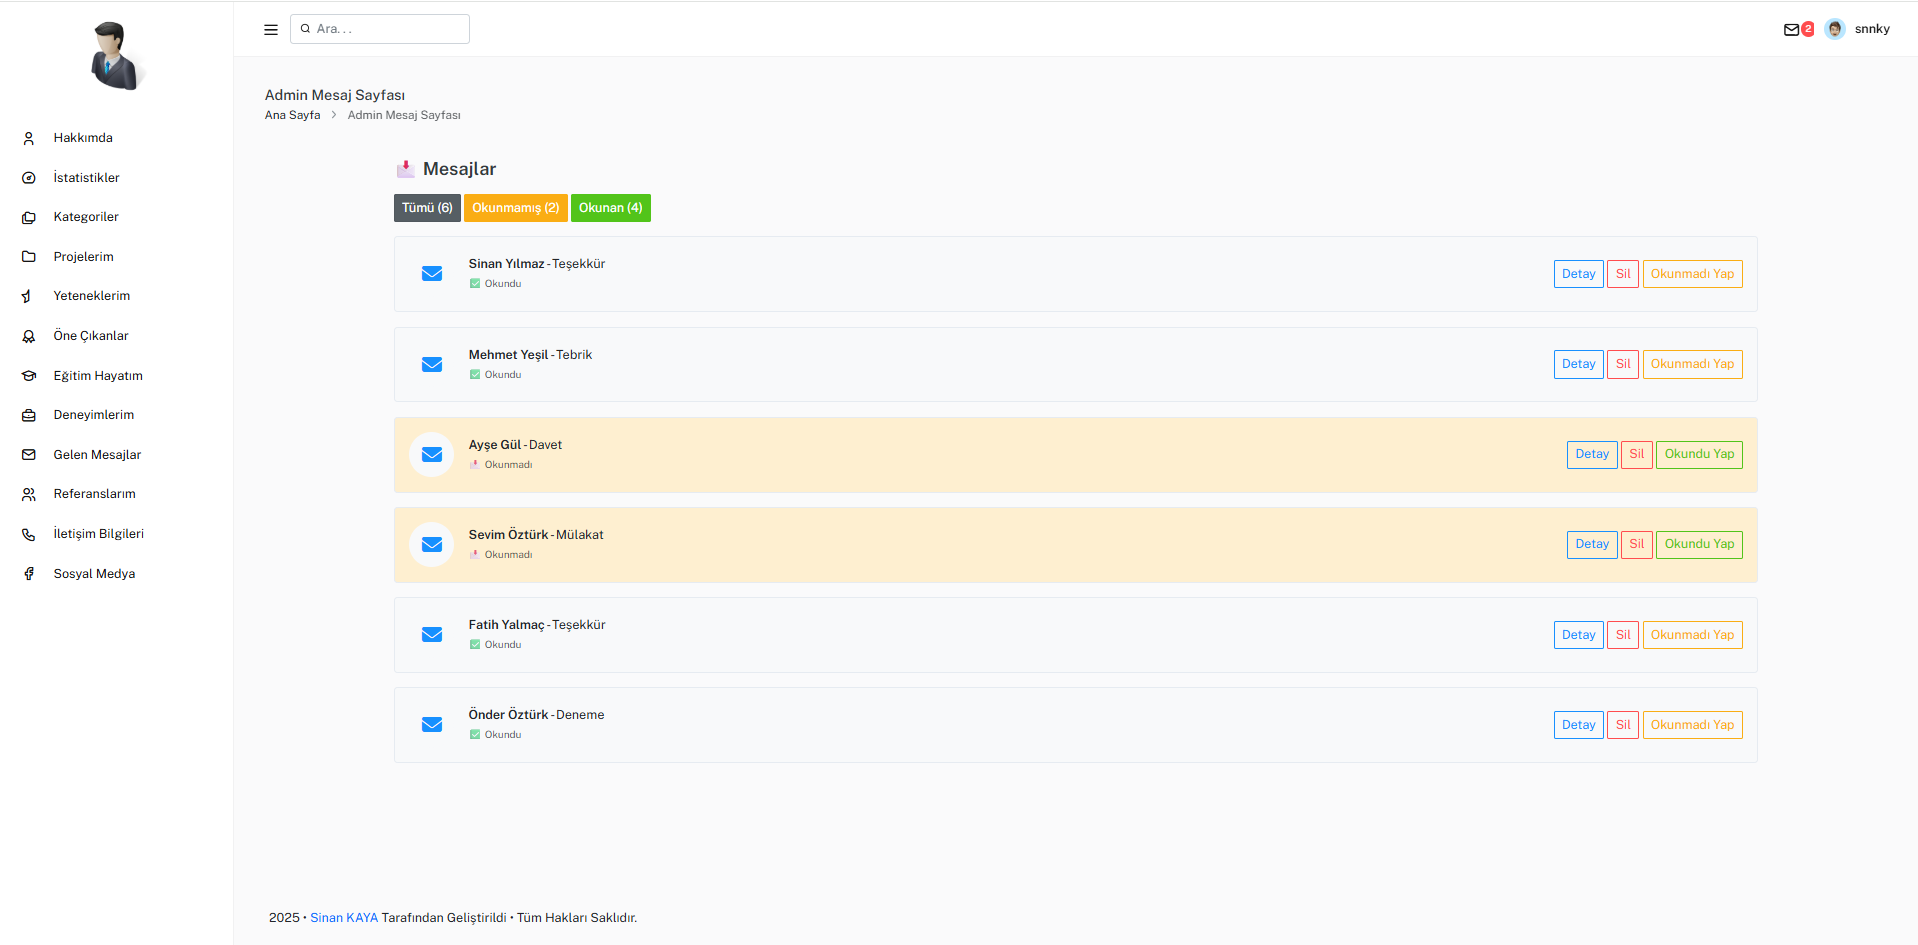 Ara...
2
snnky
Hakkımda
İstatistikler
Kategoriler
Projelerim
Yeteneklerim
Öne Çıkanlar
Eğitim Hayatım
Deneyimlerim
Gelen Mesajlar
Referanslarım
İletişim Bilgileri
Sosyal Medya
Admin Mesaj Sayfası
Ana Sayfa > Admin Mesaj Sayfası
Mesajlar
Tümü (6) Okunmamış (2) Okunan (4)
Sinan Yılmaz - Teşekkür
Okundu
Detay Sil Okunmadı Yap
Mehmet Yeşil - Tebrik
Okundu
Detay Sil Okunmadı Yap
Ayşe Gül - Davet
Okunmadı
Detay Sil Okundu Yap
Sevim Öztürk - Mülakat
Okunmadı
Detay Sil Okundu Yap
Fatih Yalmaç - Teşekkür
Okundu
Detay Sil Okunmadı Yap
Önder Öztürk - Deneme
Okundu
Detay Sil Okunmadı Yap
2025 • Sinan KAYA Tarafından Geliştirildi • Tüm Hakları Saklıdır.